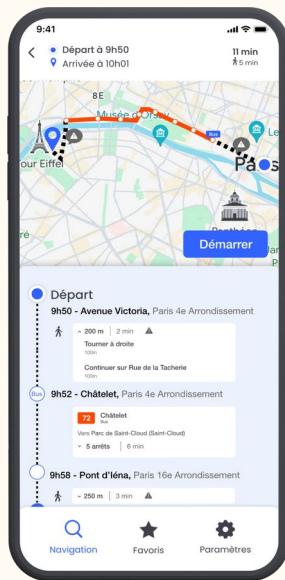 9:41
Départ à 9h50
11 min
Arrivée à 10h01
5 min
8E
Musée d'Orsay
Le
Bus
our Eiffel
Pa s
Démarrer
ré
Départ
9h50 - Avenue Victoria, Paris 4e Arrondissement
200 m | 2 min
Tourner à droite
100m
Continuer sur Rue de la Tacherie
100m
Bus
9h52 - Châtelet, Paris 4e Arrondissement
72 Châtelet
Bus
Vers Parc de Saint-Cloud (Saint-Cloud)
5 arrêts | 6 min
9h58 - Pont d'Iéna, Paris 16e Arrondissement
250 m | 3 min
Navigation
Favoris
Paramètres